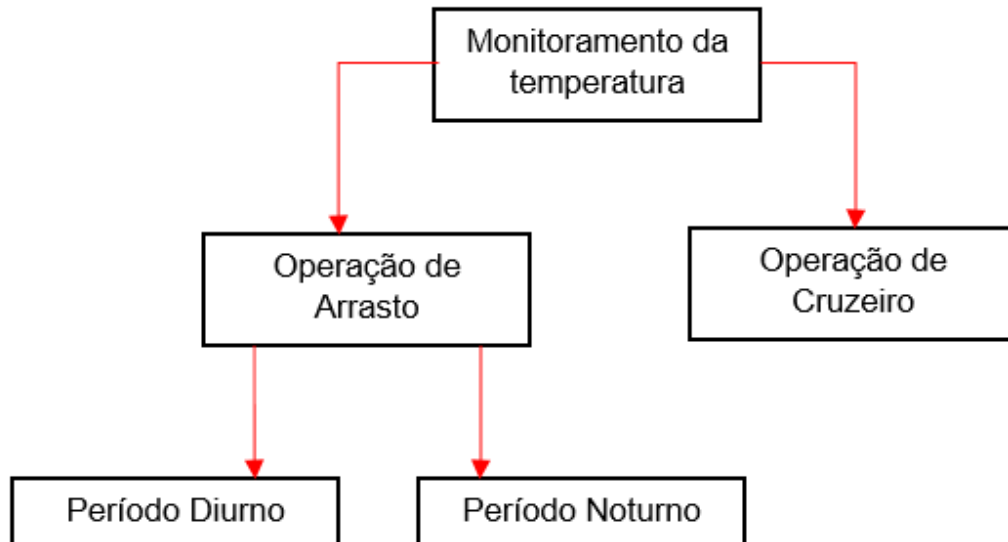 Monitoramento da
temperatura
Operação de
Arrasto
Operação de
Cruzeiro
Período Diurno
Período Noturno